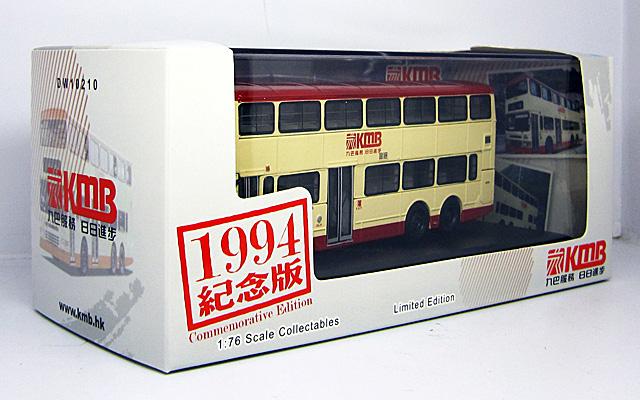 DW10210
KMB
九巴服務 日日進步
www.kmb.hk
KMB
KMB
九巴服務 日日進步
1994
紀念版
Commemorative Edition
1:76 Scale Collectables
Limited Edition
KMB
九巴服務 日日進步